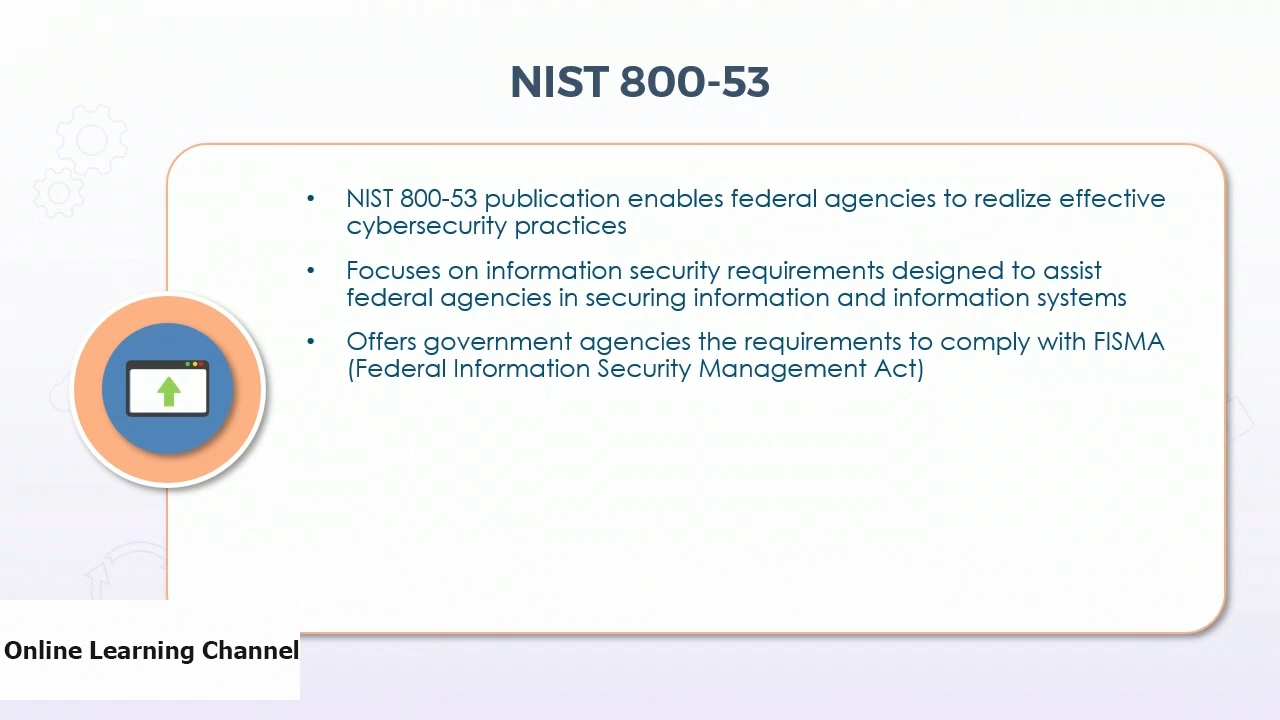 NIST 800-53
• NIST 800-53 publication enables federal agencies to realize effective
cybersecurity practices
• Focuses on information security requirements designed to assist
federal agencies in securing information and information systems
• Offers government agencies the requirements to comply with FISMA
(Federal Information Security Management Act)
Online Learning Channel